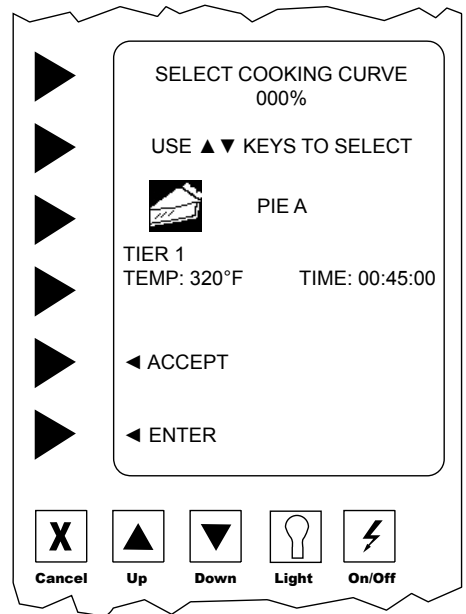 SELECT COOKING CURVE
000%
USE ▲▼ KEYS TO SELECT
PIE A
TIER 1
TEMP: 320°F TIME: 00:45:00
◄ ACCEPT
◄ ENTER
X
Cancel Up Down Light On/Off